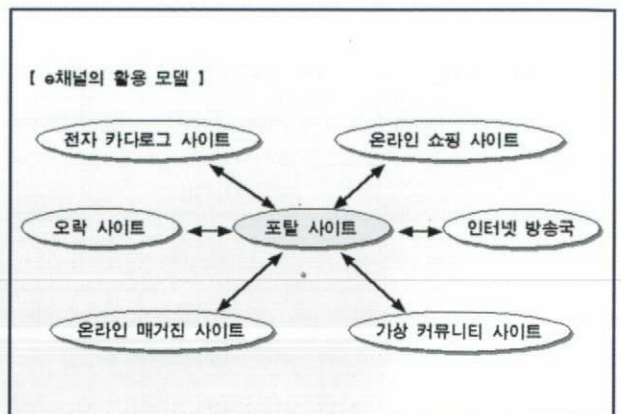 【 e채널의 활용 모델 】
전자 카다로그 사이트 온라인 쇼핑 사이트
오락 사이트 포탈 사이트 인터넷 방송국
온라인 매거진 사이트 가상 커뮤니티 사이트